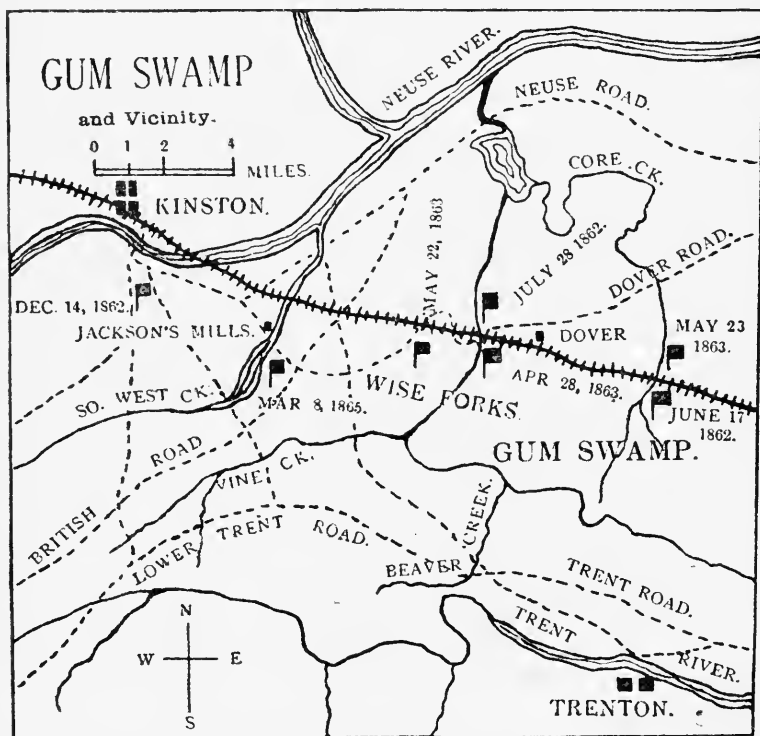 GUM SWAMP
and Vicinity.
0 1 2 4
MILES.
NEUSE RIVER.
NEUSE ROAD.
CORE CK.
KINSTON.
MAY 22, 1863
JULY 28 1862.
DOVER ROAD.
DEC. 14, 1862.
JACKSON'S MILLS.
DOVER
MAY 23
1863.
SO. WEST CK.
MAR 8, 1865.
WISE FORKS.
APR 28, 1863.
JUNE 17
1862.
GUM SWAMP.
BRITISH ROAD
VINE CK.
LOWER TRENT ROAD.
BEAVER CREEK.
TRENT ROAD.
TRENT RIVER.
N
W E
S
TRENTON.